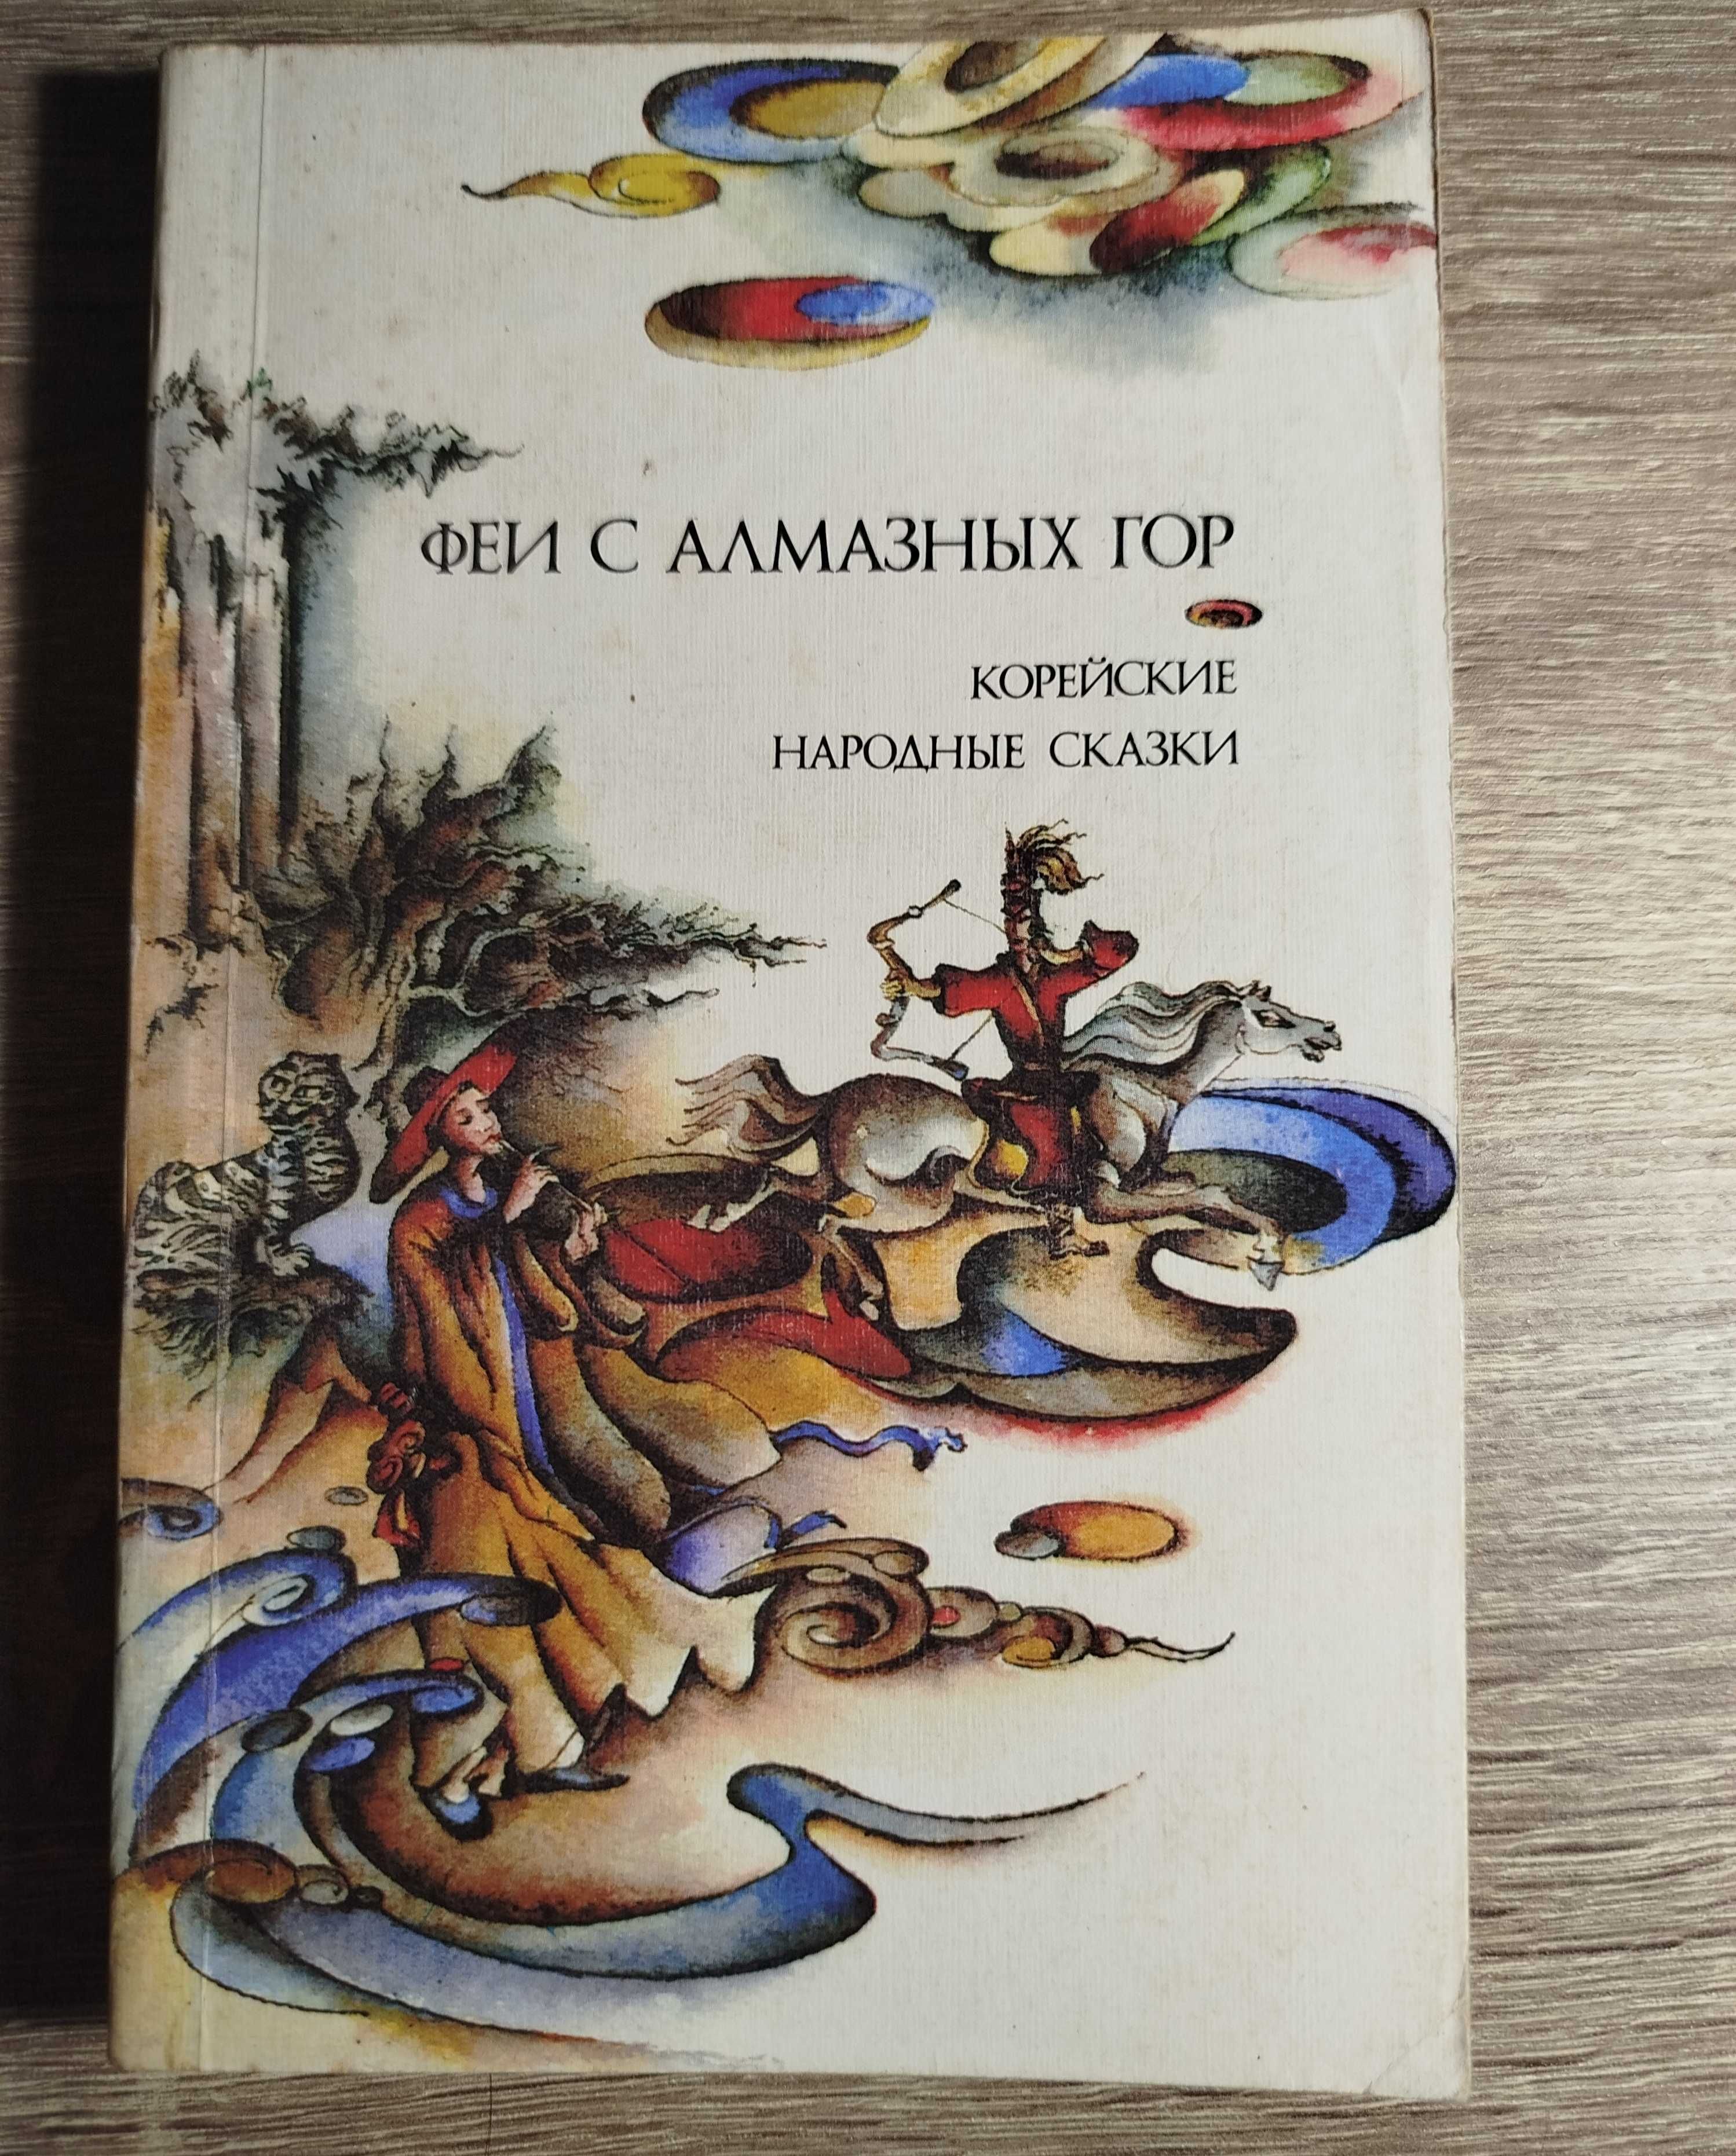 ФЕИ С АЛМАЗНЫХ ГОР
КОРЕЙСКИЕ
НАРОДНЫЕ СКАЗКИ